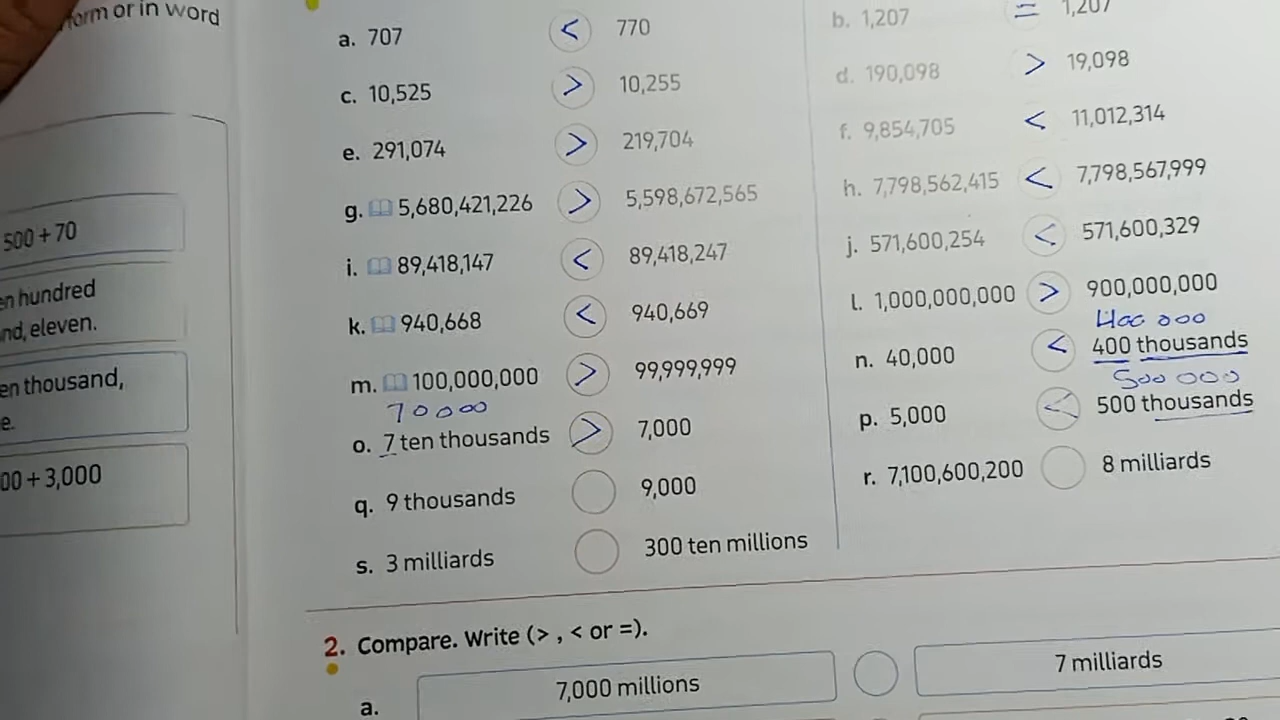 form or in word
500 + 70
en hundred
nd, eleven.
en thousand,
e.
00 + 3,000
a. 707 < 770
b. 1,207 = 1,207
c. 10,525 > 10,255
d. 190,098 > 19,098
e. 291,074 > 219,704
f. 9,854,705 < 11,012,314
g. 5,680,421,226 > 5,598,672,565
h. 7,798,562,415 < 7,798,567,999
i. 89,418,147 < 89,418,247
j. 571,600,254 < 571,600,329
k. 940,668 < 940,669
l. 1,000,000,000 > 900,000,000
m. 100,000,000 > 99,999,999
400 000
n. 40,000 < 400 thousands
70000
o. 7 ten thousands > 7,000
500 000
p. 5,000 < 500 thousands
q. 9 thousands 9,000
r. 7,100,600,200 8 milliards
s. 3 milliards 300 ten millions
2. Compare. Write (> , < or =).
a. 7,000 millions 7 milliards